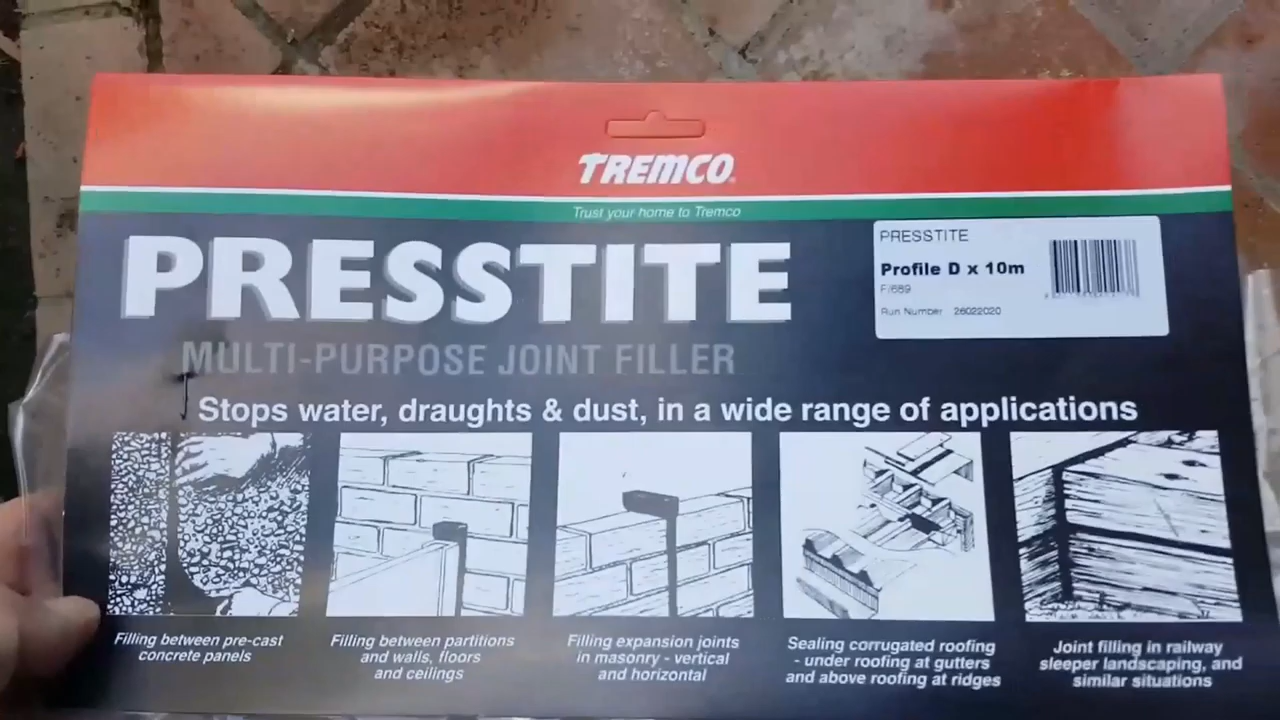 TREMCO
Trust your home to Tremco
PRESSTITE
MULTI-PURPOSE JOINT FILLER
PRESSTITE
Profile D x 10m
F/689
Run Number 26022020
Stops water, draughts & dust, in a wide range of applications
Filling between pre-cast
concrete panels
Filling between partitions
and walls, floors
and ceilings
Filling expansion joints
in masonry - vertical
and horizontal
Sealing corrugated roofing
- under roofing at gutters
and above roofing at ridges
Joint filling in railway
sleeper landscaping, and
similar situations